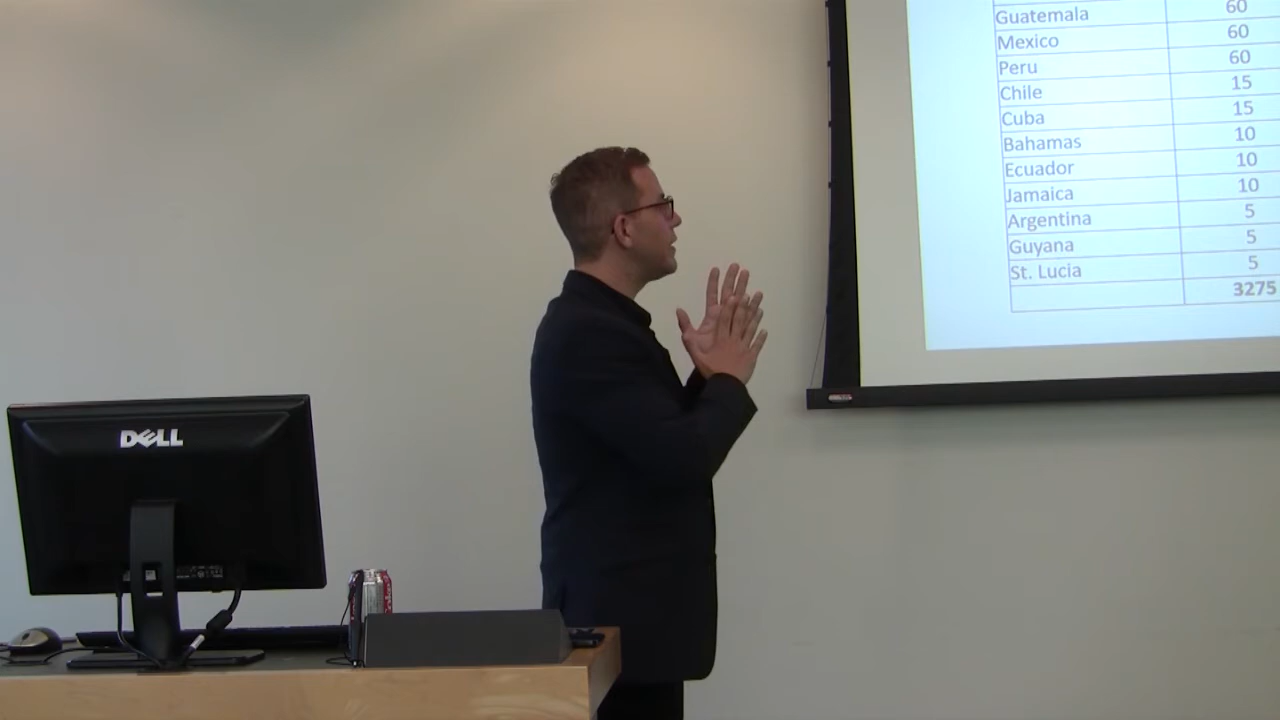 Guatemala 60
Mexico 60
Peru 60
Chile 15
Cuba 15
Bahamas 10
Ecuador 10
Jamaica 10
Argentina 5
Guyana 5
St. Lucia 5
3275
DELL